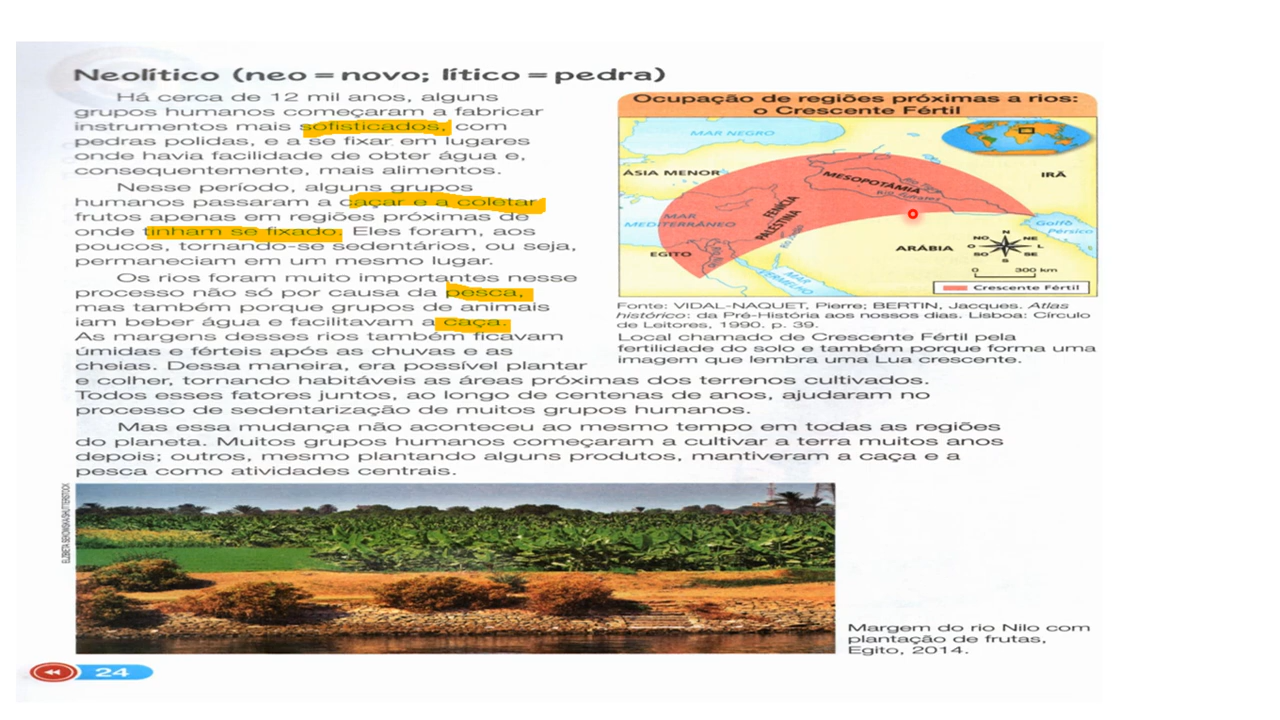 Neolítico (neo = novo; lítico = pedra)
Há cerca de 12 mil anos, alguns
grupos humanos começaram a fabricar
instrumentos mais sofisticados, com
pedras polidas, e a se fixar em lugares
onde havia facilidade de obter água e,
consequentemente, mais alimentos.
Nesse período, alguns grupos
humanos passaram a caçar e a coletar
frutos apenas em regiões próximas de
onde tinham se fixado. Eles foram, aos
poucos, tornando-se sedentários, ou seja,
permaneciam em um mesmo lugar.
Os rios foram muito importantes nesse
processo não só por causa da pesca,
mas também porque grupos de animais
iam beber água e facilitavam a caça.
As margens desses rios também ficavam
úmidas e férteis após as chuvas e as
cheias. Dessa maneira, era possível plantar
e colher, tornando habitáveis as áreas próximas dos terrenos cultivados.
Todos esses fatores juntos, ao longo de centenas de anos, ajudaram no
processo de sedentarização de muitos grupos humanos.
Mas essa mudança não aconteceu ao mesmo tempo em todas as regiões
do planeta. Muitos grupos humanos começaram a cultivar a terra muitos anos
depois; outros, mesmo plantando alguns produtos, mantiveram a caça e a
pesca como atividades centrais.
Ocupação de regiões próximas a rios:
o Crescente Fértil
MAR NEGRO
ÁSIA MENOR
MESOPOTÂMIA
Rio Tigre
Rio Eufrates
IRÃ
FENÍCIA
PALESTINA
MAR
MEDITERRÂNEO
Rio Jordão
Golfo
Pérsico
ARÁBIA
EGITO
MAR
VERMELHO
N
NO
NE
O
L
SO
SE
S
0 300 km
Crescente Fértil
Fonte: VIDAL-NAQUET, Pierre; BERTIN, Jacques. Atlas
histórico: da Pré-História aos nossos dias. Lisboa: Círculo
de Leitores, 1990. p. 39.
Local chamado de Crescente Fértil pela
fertilidade do solo e também porque forma uma
imagem que lembra uma Lua crescente.
Margem do rio Nilo com
plantação de frutas,
Egito, 2014.
24